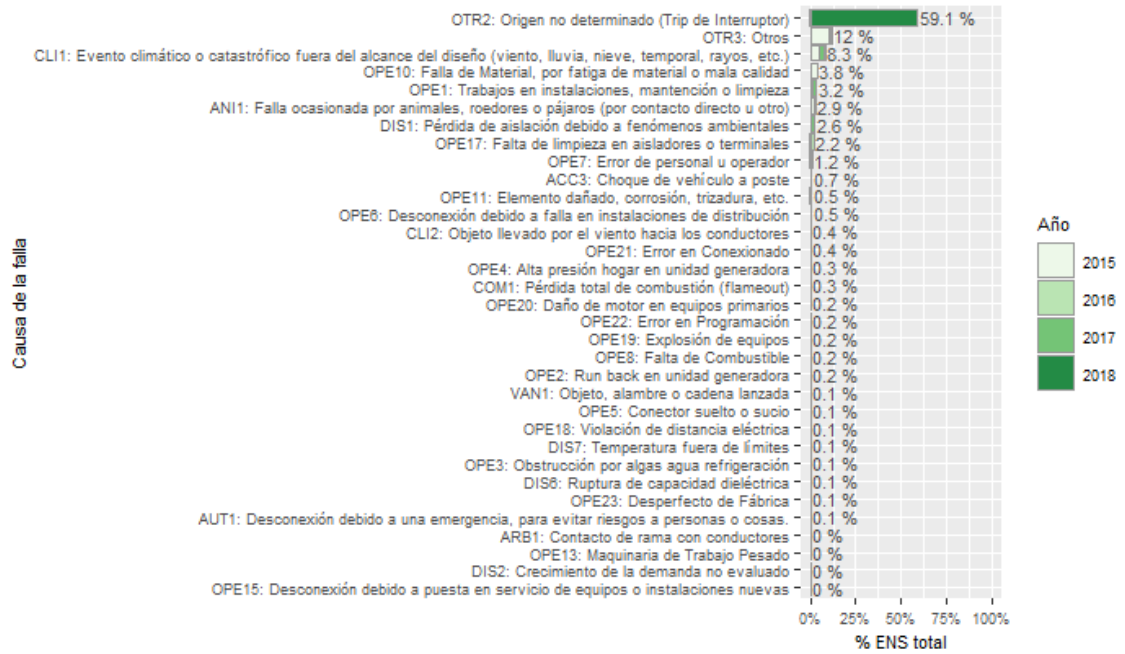 OTR2: Origen no determinado (Trip de Interruptor) 59.1 %
OTR3: Otros 12 %
CLI1: Evento climático o catastrófico fuera del alcance del diseño (viento, lluvia, nieve, temporal, rayos, etc.) 8.3 %
OPE10: Falla de Material, por fatiga de material o mala calidad 3.8 %
OPE1: Trabajos en instalaciones, mantención o limpieza 3.2 %
ANI1: Falla ocasionada por animales, roedores o pájaros (por contacto directo u otro) 2.9 %
DIS1: Pérdida de aislación debido a fenómenos ambientales 2.6 %
OPE17: Falta de limpieza en aisladores o terminales 2.2 %
OPE7: Error de personal u operador 1.2 %
ACC3: Choque de vehículo a poste 0.7 %
OPE11: Elemento dañado, corrosión, trizadura, etc. 0.5 %
OPE6: Desconexión debido a falla en instalaciones de distribución 0.5 %
CLI2: Objeto llevado por el viento hacia los conductores 0.4 %
OPE21: Error en Conexionado 0.4 %
OPE4: Alta presión hogar en unidad generadora 0.3 %
COM1: Pérdida total de combustión (flameout) 0.3 %
OPE20: Daño de motor en equipos primarios 0.2 %
OPE22: Error en Programación 0.2 %
OPE19: Explosión de equipos 0.2 %
OPE8: Falta de Combustible 0.2 %
OPE2: Run back en unidad generadora 0.2 %
VAN1: Objeto, alambre o cadena lanzada 0.1 %
OPE5: Conector suelto o sucio 0.1 %
OPE18: Violación de distancia eléctrica 0.1 %
DIS7: Temperatura fuera de límites 0.1 %
OPE3: Obstrucción por algas agua refrigeración 0.1 %
DIS6: Ruptura de capacidad dieléctrica 0.1 %
OPE23: Desperfecto de Fábrica 0.1 %
AUT1: Desconexión debido a una emergencia, para evitar riesgos a personas o cosas. 0.1 %
ARB1: Contacto de rama con conductores 0 %
OPE13: Maquinaria de Trabajo Pesado 0 %
DIS2: Crecimiento de la demanda no evaluado 0 %
OPE15: Desconexión debido a puesta en servicio de equipos o instalaciones nuevas 0 %
0% 25% 50% 75% 100%
% ENS total
Causa de la falla
Año
2015
2016
2017
2018